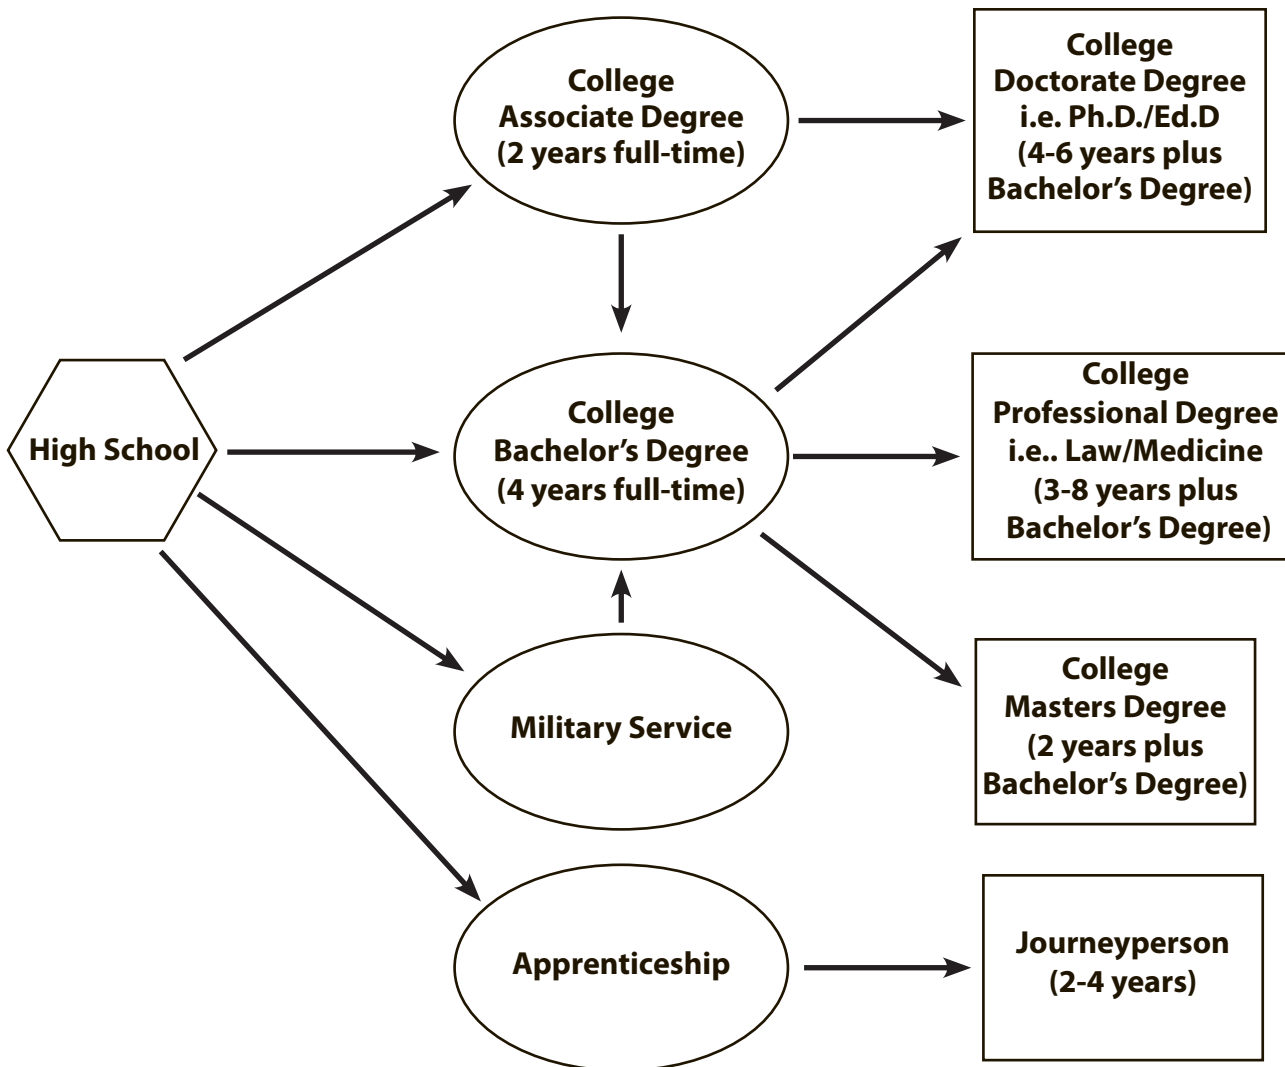 College
Associate Degree
(2 years full-time)
College
Doctorate Degree
i.e. Ph.D./Ed.D
(4-6 years plus
Bachelor’s Degree)
High School
College
Bachelor’s Degree
(4 years full-time)
College
Professional Degree
i.e.. Law/Medicine
(3-8 years plus
Bachelor’s Degree)
Military Service
College
Masters Degree
(2 years plus
Bachelor’s Degree)
Apprenticeship
Journeyperson
(2-4 years)